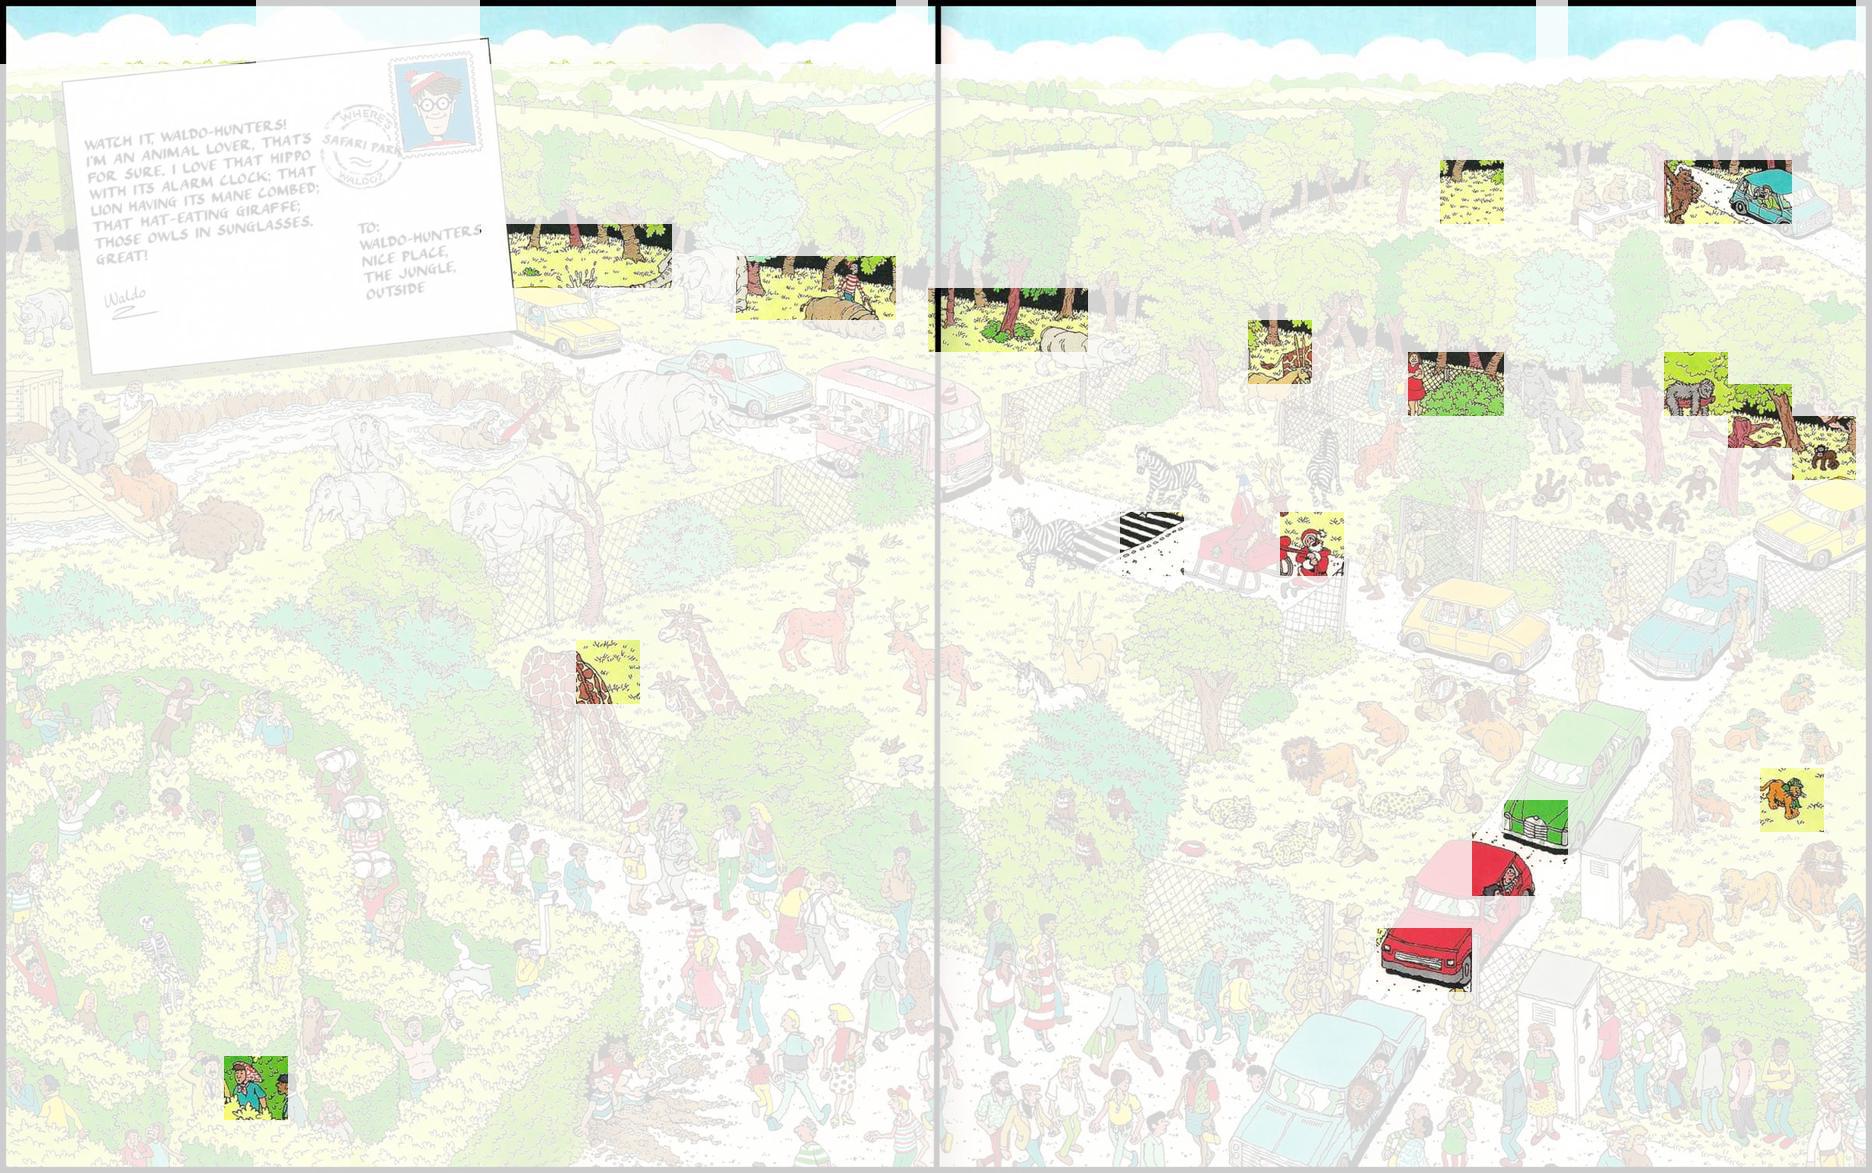 WATCH IT, WALDO-HUNTERS!
I'M AN ANIMAL LOVER, THAT'S
FOR SURE. I LOVE THAT HIPPO
WITH ITS ALARM CLOCK; THAT
LION HAVING ITS MANE COMBED;
THAT HAT-EATING GIRAFFE;
THOSE OWLS IN SUNGLASSES.
GREAT!
Waldo
WHERE'S
SAFARI PARK
WALDO?
TO:
WALDO-HUNTERS
NICE PLACE,
THE JUNGLE,
OUTSIDE